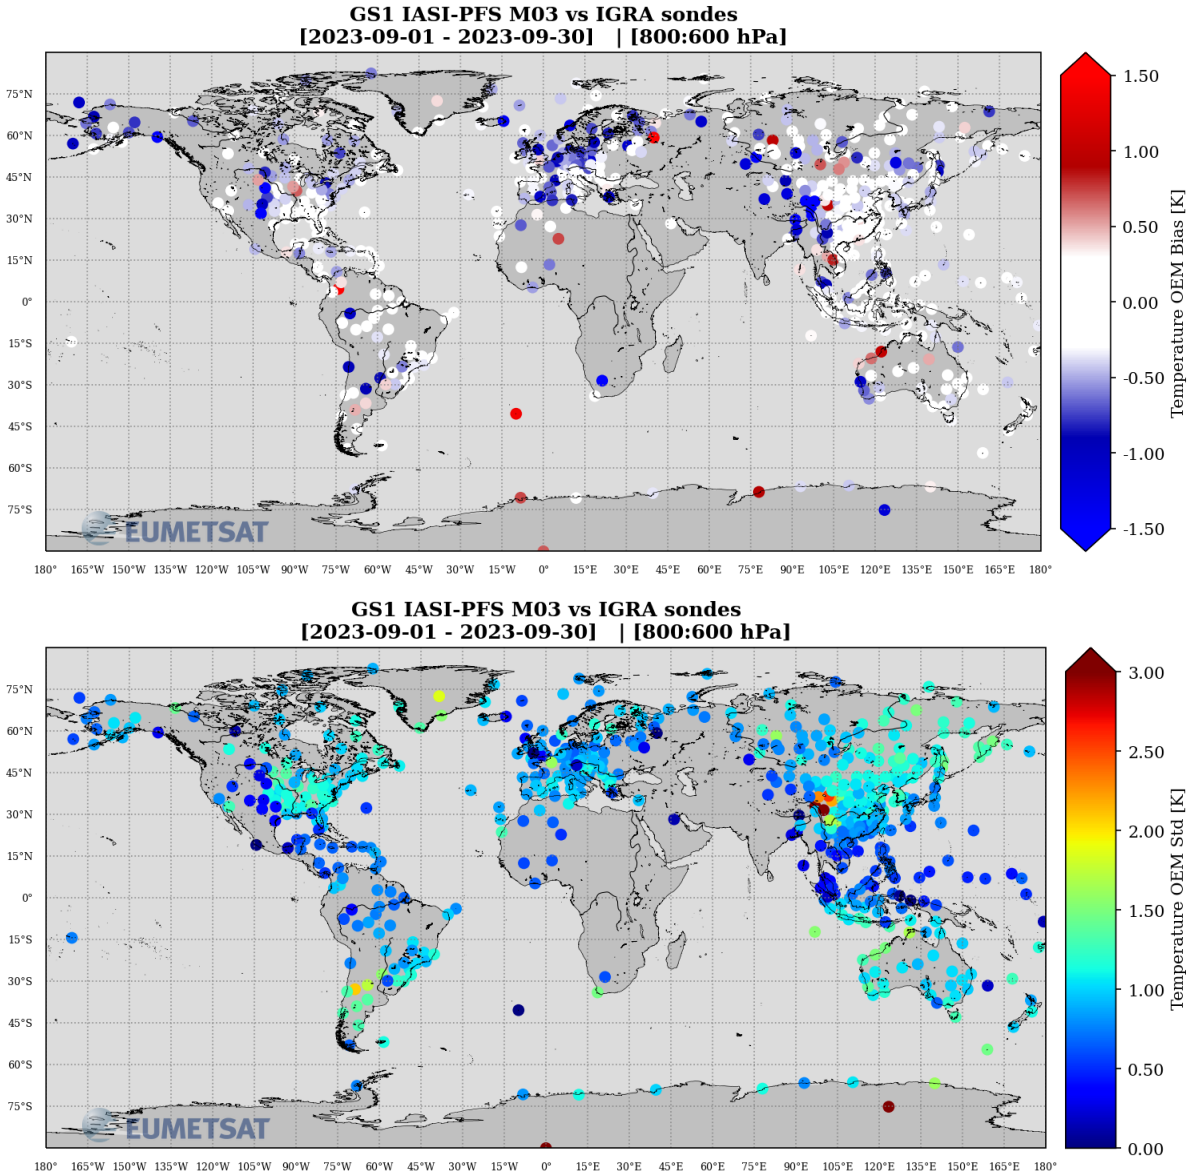 GS1 IASI-PFS M03 vs IGRA sondes
[2023-09-01 - 2023-09-30] | [800:600 hPa]
75°N
60°N
45°N
30°N
15°N
0°
15°S
30°S
45°S
60°S
75°S
EUMETSAT
180° 165°W 150°W 135°W 120°W 105°W 90°W 75°W 60°W 45°W 30°W 15°W 0° 15°E 30°E 45°E 60°E 75°E 90°E 105°E 120°E 135°E 150°E 165°E 180°
1.50
1.00
0.50
0.00
-0.50
-1.00
-1.50
Temperature OEM Bias [K]
GS1 IASI-PFS M03 vs IGRA sondes
[2023-09-01 - 2023-09-30] | [800:600 hPa]
75°N
60°N
45°N
30°N
15°N
0°
15°S
30°S
45°S
60°S
75°S
EUMETSAT
180° 165°W 150°W 135°W 120°W 105°W 90°W 75°W 60°W 45°W 30°W 15°W 0° 15°E 30°E 45°E 60°E 75°E 90°E 105°E 120°E 135°E 150°E 165°E 180°
3.00
2.50
2.00
1.50
1.00
0.50
0.00
Temperature OEM Std [K]